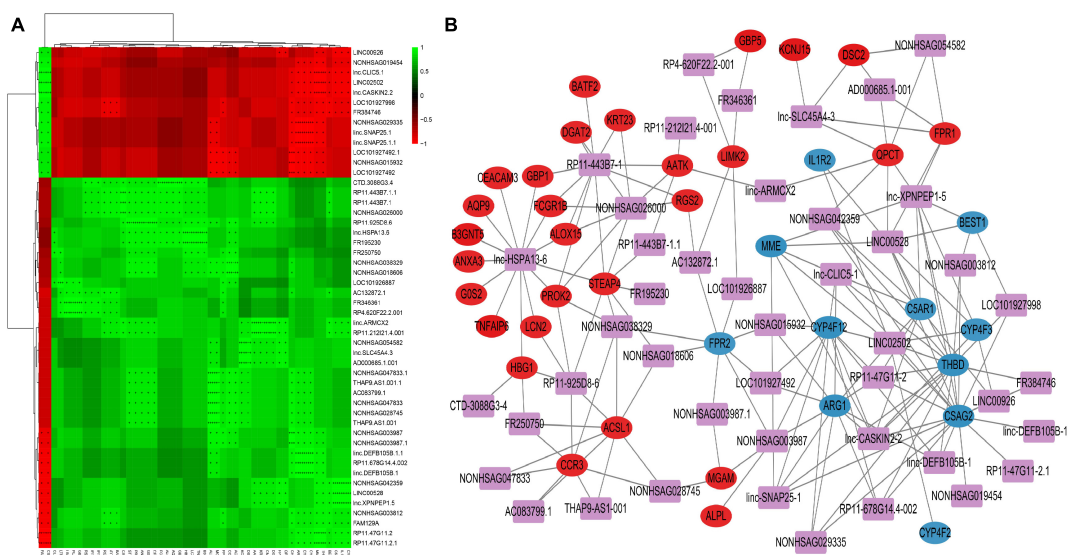 A
B
1
0.5
0
−0.5
−1
LINC00926
NONHSAG019454
lnc.CLIC5.1
LINC02502
lnc.CASKIN2.2
LOC101927998
FR384746
NONHSAG029335
linc.SNAP25.1
linc.SNAP25.1.1
LOC101927492.1
NONHSAG015932
LOC101927492
CTD.3088G3.4
RP11.443B7.1.1
RP11.443B7.1
NONHSAG026000
RP11.925D8.6
lnc.HSPA13.6
FR195230
FR250750
NONHSAG038329
NONHSAG018606
LOC101926887
AC132872.1
FR346361
RP4.620F22.2.001
linc.ARMCX2
RP11.212I21.4.001
NONHSAG054582
lnc.SLC45A4.3
AD000685.1.001
NONHSAG047833.1
THAP9.AS1.001.1
AC083799.1
NONHSAG047833
NONHSAG028745
THAP9.AS1.001
NONHSAG003987
NONHSAG003987.1
linc.DEFB105B.1.1
RP11.678G14.4.002
linc.DEFB105B.1
NONHSAG042359
LINC00528
lnc.XPNPEP1.5
NONHSAG003812
FAM129A
RP11.47G11.2
RP11.47G11.2.1
GBP5
KCNJ15
DSC2
NONHSAG054582
RP4-620F22.2-001
BATF2
FR346361
AD000685.1-001
KRT23
lnc-SLC45A4-3
DGAT2
RP11-212I21.4-001
FPR1
RP11-443B7-1
AATK
LIMK2
IL1R2
QPCT
CEACAM3
GBP1
linc-ARMCX2
lnc-XPNPEP1-5
AQP9
FCGR1B
NONHSAG026000
RGS2
NONHSAG042359
BEST1
B3GNT5
ALOX15
RP11-443B7-1.1
MME
LINC00528
ANXA3
lnc-HSPA13-6
AC132872.1
lnc-CLIC5-1
NONHSAG003812
G0S2
PROK2
STEAP4
FR195230
LOC101926887
C5AR1
LOC101927998
TNFAIP6
LCN2
NONHSAG038329
NONHSAG015932
CYP4F12
CYP4F3
FPR2
LINC02502
NONHSAG018606
HBG1
RP11-925D8-6
LOC101927492
RP11-47G11-2
THBD
FR384746
CTD-3088G3-4
NONHSAG003987.1
ARG1
CSAG2
LINC00926
FR250750
ACSL1
NONHSAG003987
lnc-CASKIN2-2
linc-DEFB105B-1
CCR3
linc-DEFB105B-1
RP11-47G11-2.1
NONHSAG047833
MGAM
NONHSAG028745
linc-SNAP25-1
NONHSAG019454
AC083799.1
THAP9-AS1-001
RP11-678G14.4-002
ALPL
CYP4F2
NONHSAG029335